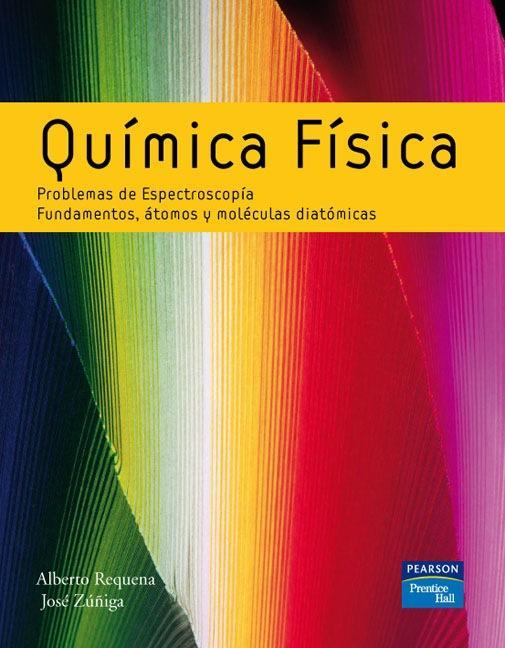 Química Física
Problemas de Espectroscopía
Fundamentos, átomos y moléculas diatómicas
Alberto Requena
José Zúñiga
PEARSON
Prentice
Hall